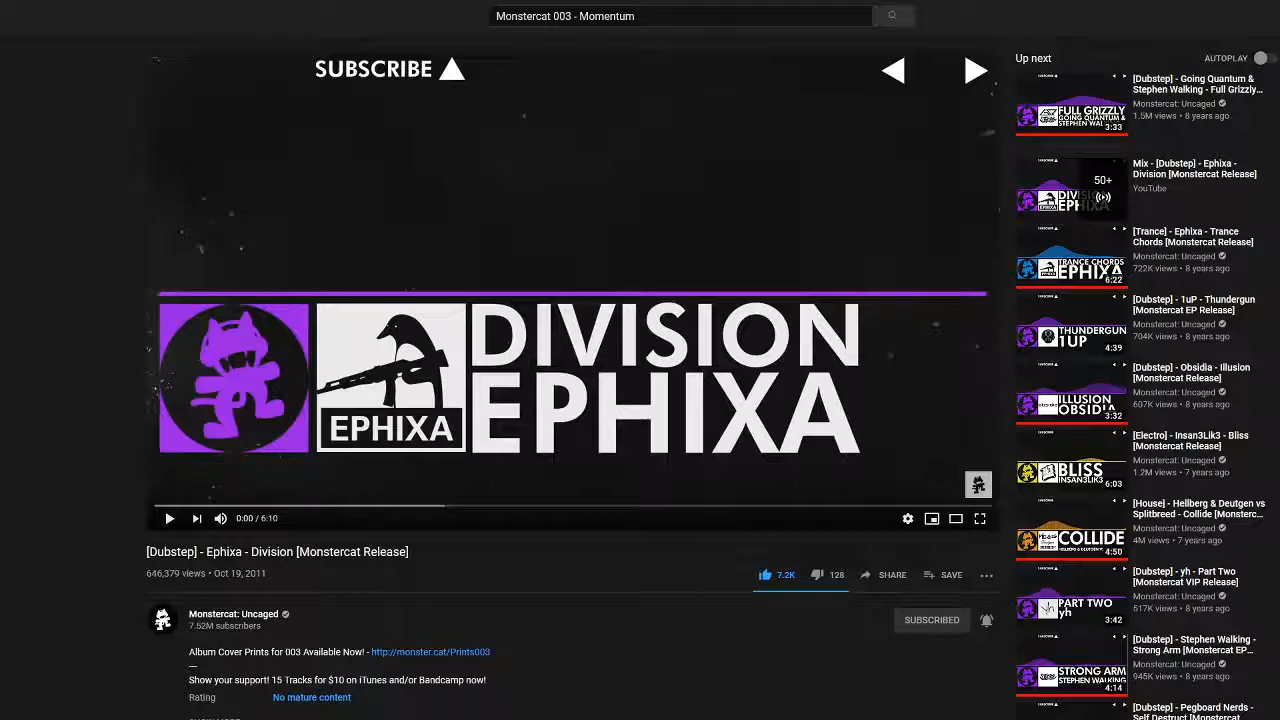 Monstercat 003 - Momentum
SUBSCRIBE
DIVISION
EPHIXA
EPHIXA
0:00 / 6:10
[Dubstep] - Ephixa - Division [Monstercat Release]
646,379 views • Oct 19, 2011
7.2K
128
SHARE
SAVE
Monstercat: Uncaged
7.52M subscribers
SUBSCRIBED
Album Cover Prints for 003 Available Now! - http://monster.cat/Prints003
—
Show your support! 15 Tracks for $10 on iTunes and/or Bandcamp now!
Rating
No mature content
Up next
AUTOPLAY
FULL GRIZZLY
GOING QUANTUM &
STEPHEN WAL
3:33
[Dubstep] - Going Quantum &
Stephen Walking - Full Grizzly...
Monstercat: Uncaged
1.5M views • 8 years ago
50+
EPHIXA
Mix - [Dubstep] - Ephixa -
Division [Monstercat Release]
YouTube
TRANCE CHORDS
EPHIXA
6:22
[Trance] - Ephixa - Trance
Chords [Monstercat Release]
Monstercat: Uncaged
722K views • 8 years ago
THUNDERGUN
1UP
4:39
[Dubstep] - 1uP - Thundergun
[Monstercat EP Release]
Monstercat: Uncaged
704K views • 8 years ago
ILLUSION
OBSIDIA
3:32
[Dubstep] - Obsidia - Illusion
[Monstercat Release]
Monstercat: Uncaged
607K views • 8 years ago
BLISS
INSAN3LIK3
6:03
[Electro] - Insan3Lik3 - Bliss
[Monstercat Release]
Monstercat: Uncaged
1.2M views • 7 years ago
COLLIDE
4:50
[House] - Hellberg & Deutgen vs
Splitbreed - Collide [Monsterc...
Monstercat: Uncaged
4M views • 7 years ago
PART TWO
yh
3:42
[Dubstep] - yh - Part Two
[Monstercat VIP Release]
Monstercat: Uncaged
517K views • 8 years ago
STRONG ARM
STEPHEN WALKING
4:14
[Dubstep] - Stephen Walking -
Strong Arm [Monstercat EP...
Monstercat: Uncaged
945K views • 8 years ago
[Dubstep] - Pegboard Nerds -
Self Destruct [Monstercat